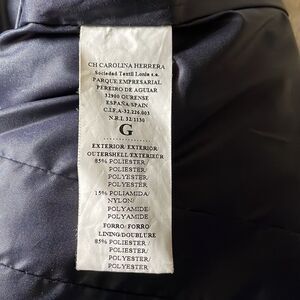 CH CAROLINA HERRERA
Sociedad Textil Lonia s.a.
PARQUE EMPRESARIAL
PEREIRO DE AGUIAR
32900 OURENSE
ESPAÑA/SPAIN
C.I.F.A-32.226.003
N.R.I. 32/1130
G
EXTERIOR/EXTERIOR
OUTERSHELL/EXTERIEUR
85% POLIESTER/
POLIESTER/
POLYESTER/
POLYESTER
15% POLIAMIDA/
NYLON/
POLYAMIDE/
POLYAMIDE
FORRO/FORRO
LINING/DOUBLURE
85% POLIESTER/
POLIESTER/
POLYESTER/
POLYESTER